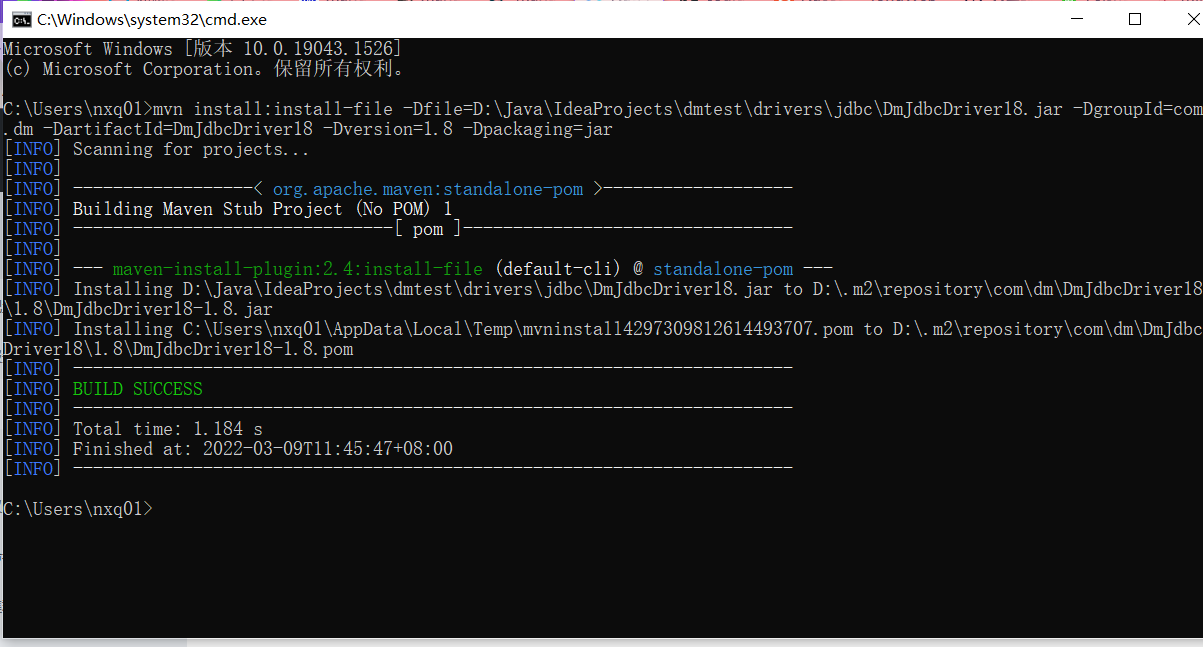 C:\Windows\system32\cmd.exe
Microsoft Windows [版本 10.0.19043.1526]
(c) Microsoft Corporation。保留所有权利。
C:\Users\nxq01>mvn install:install-file -Dfile=D:\Java\IdeaProjects\dmtest\drivers\jdbc\DmJdbcDriver18.jar -DgroupId=com
.dm -DartifactId=DmJdbcDriver18 -Dversion=1.8 -Dpackaging=jar
[INFO] Scanning for projects...
[INFO]
[INFO] ------------------< org.apache.maven:standalone-pom >-------------------
[INFO] Building Maven Stub Project (No POM) 1
[INFO] --------------------------------[ pom ]---------------------------------
[INFO]
[INFO] --- maven-install-plugin:2.4:install-file (default-cli) @ standalone-pom ---
[INFO] Installing D:\Java\IdeaProjects\dmtest\drivers\jdbc\DmJdbcDriver18.jar to D:\.m2\repository\com\dm\DmJdbcDriver18
\1.8\DmJdbcDriver18-1.8.jar
[INFO] Installing C:\Users\nxq01\AppData\Local\Temp\mvninstall4297309812614493707.pom to D:\.m2\repository\com\dm\DmJdbc
Driver18\1.8\DmJdbcDriver18-1.8.pom
[INFO] ------------------------------------------------------------------------
[INFO] BUILD SUCCESS
[INFO] ------------------------------------------------------------------------
[INFO] Total time: 1.184 s
[INFO] Finished at: 2022-03-09T11:45:47+08:00
[INFO] ------------------------------------------------------------------------
C:\Users\nxq01>